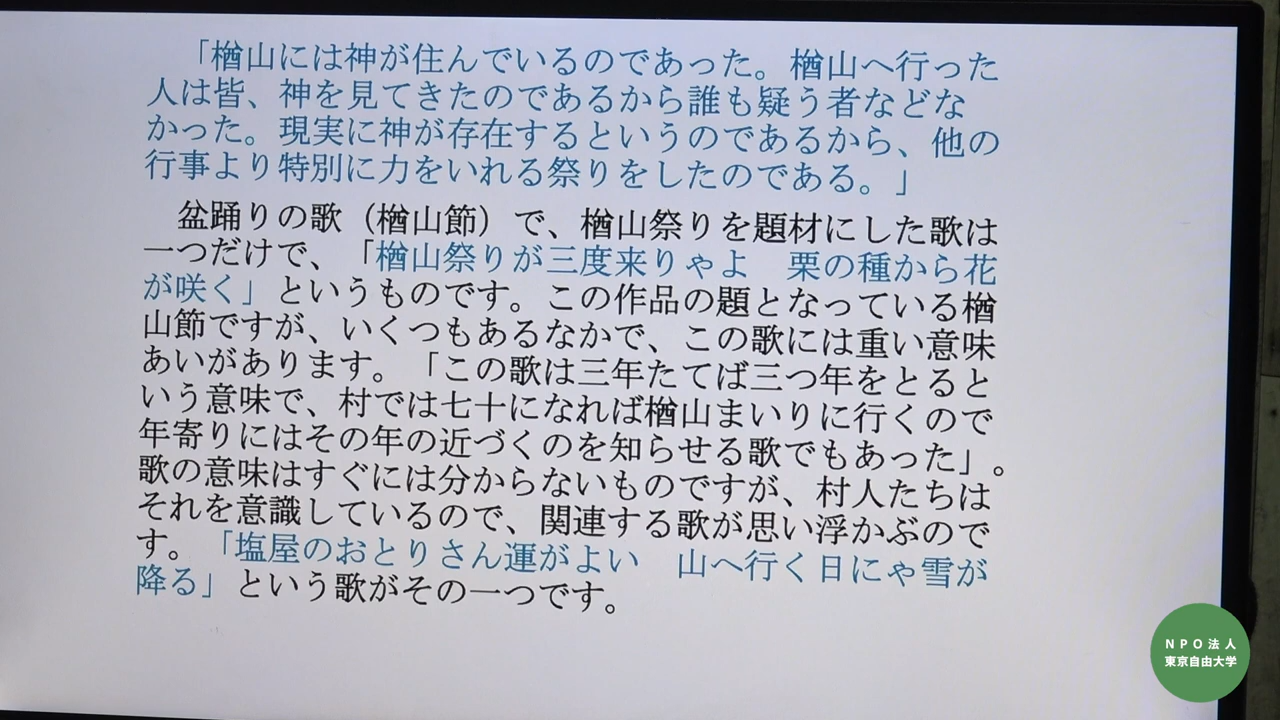 「楢山には神が住んでいるのであった。楢山へ行った
人は皆、神を見てきたのであるから誰も疑う者などな
かった。現実に神が存在するというのであるから、他の
行事より特別に力をいれる祭りをしたのである。」
盆踊りの歌（楢山節）で、楢山祭りを題材にした歌は
一つだけで、「楢山祭りが三度来りゃよ　栗の種から花
が咲く」というものです。この作品の題となっている楢
山節ですが、いくつもあるなかで、この歌には重い意味
あいがあります。「この歌は三年たてば三つ年をとると
いう意味で、村では七十になれば楢山まいりに行くので
年寄りにはその年の近づくのを知らせる歌でもあった」。
歌の意味はすぐには分からないものですが、村人たちは
それを意識しているので、関連する歌が思い浮かぶので
す。「塩屋のおとりさん運がよい　山へ行く日にゃ雪が
降る」という歌がその一つです。
NPO法人
東京自由大学